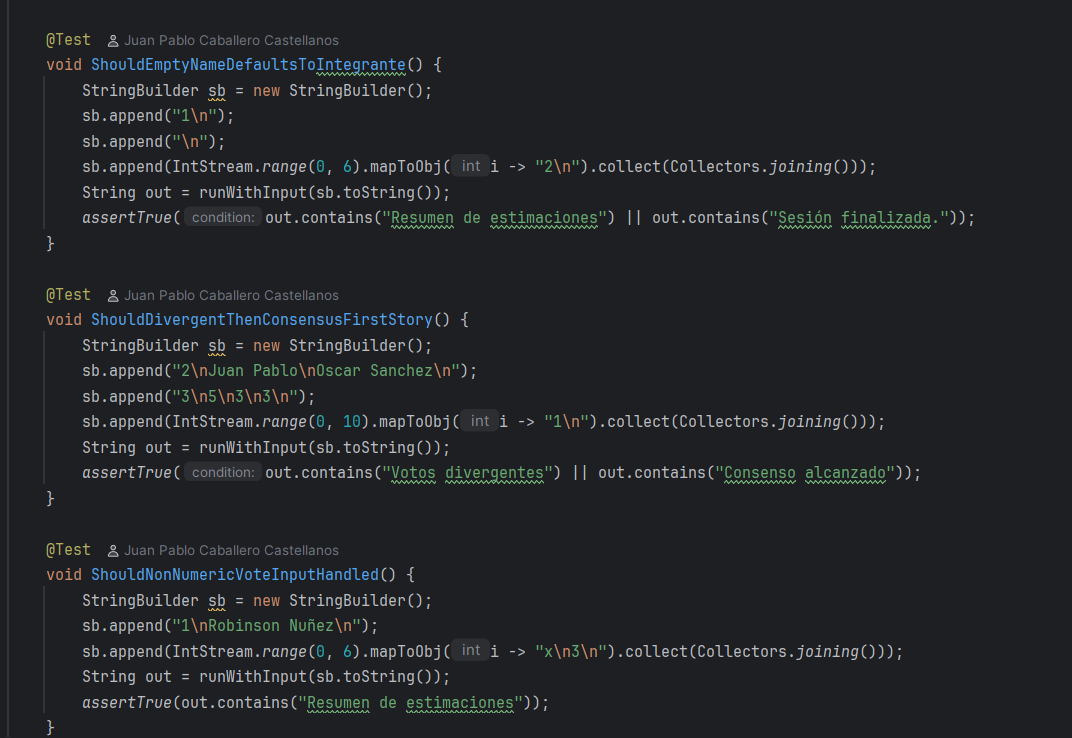 @Test Juan Pablo Caballero Castellanos
void ShouldEmptyNameDefaultsToIntegrante() {
    StringBuilder sb = new StringBuilder();
    sb.append("1\n");
    sb.append("\n");
    sb.append(IntStream.range(0, 6).mapToObj( int i -> "2\n").collect(Collectors.joining()));
    String out = runWithInput(sb.toString());
    assertTrue( condition: out.contains("Resumen de estimaciones") || out.contains("Sesión finalizada."));
}
@Test Juan Pablo Caballero Castellanos
void ShouldDivergentThenConsensusFirstStory() {
    StringBuilder sb = new StringBuilder();
    sb.append("2\nJuan Pablo\nOscar Sanchez\n");
    sb.append("3\n5\n3\n3\n");
    sb.append(IntStream.range(0, 10).mapToObj( int i -> "1\n").collect(Collectors.joining()));
    String out = runWithInput(sb.toString());
    assertTrue( condition: out.contains("Votos divergentes") || out.contains("Consenso alcanzado"));
}
@Test Juan Pablo Caballero Castellanos
void ShouldNonNumericVoteInputHandled() {
    StringBuilder sb = new StringBuilder();
    sb.append("1\nRobinson Nuñez\n");
    sb.append(IntStream.range(0, 6).mapToObj( int i -> "x\n3\n").collect(Collectors.joining()));
    String out = runWithInput(sb.toString());
    assertTrue(out.contains("Resumen de estimaciones"));
}